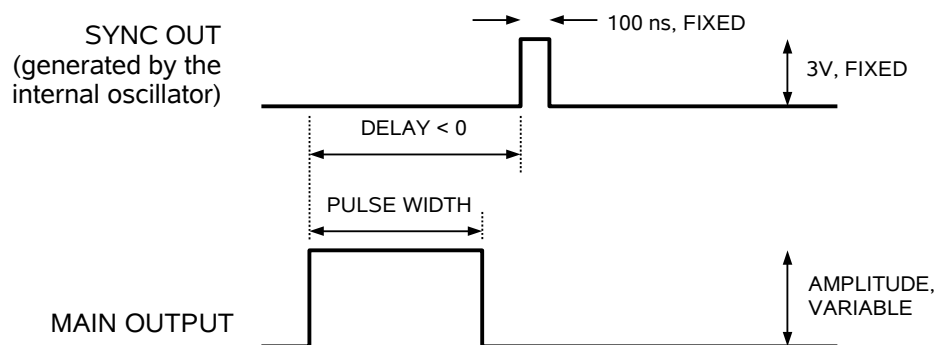 SYNC OUT
(generated by the
internal oscillator)
100 ns, FIXED
3V, FIXED
DELAY < 0
PULSE WIDTH
MAIN OUTPUT
AMPLITUDE,
VARIABLE